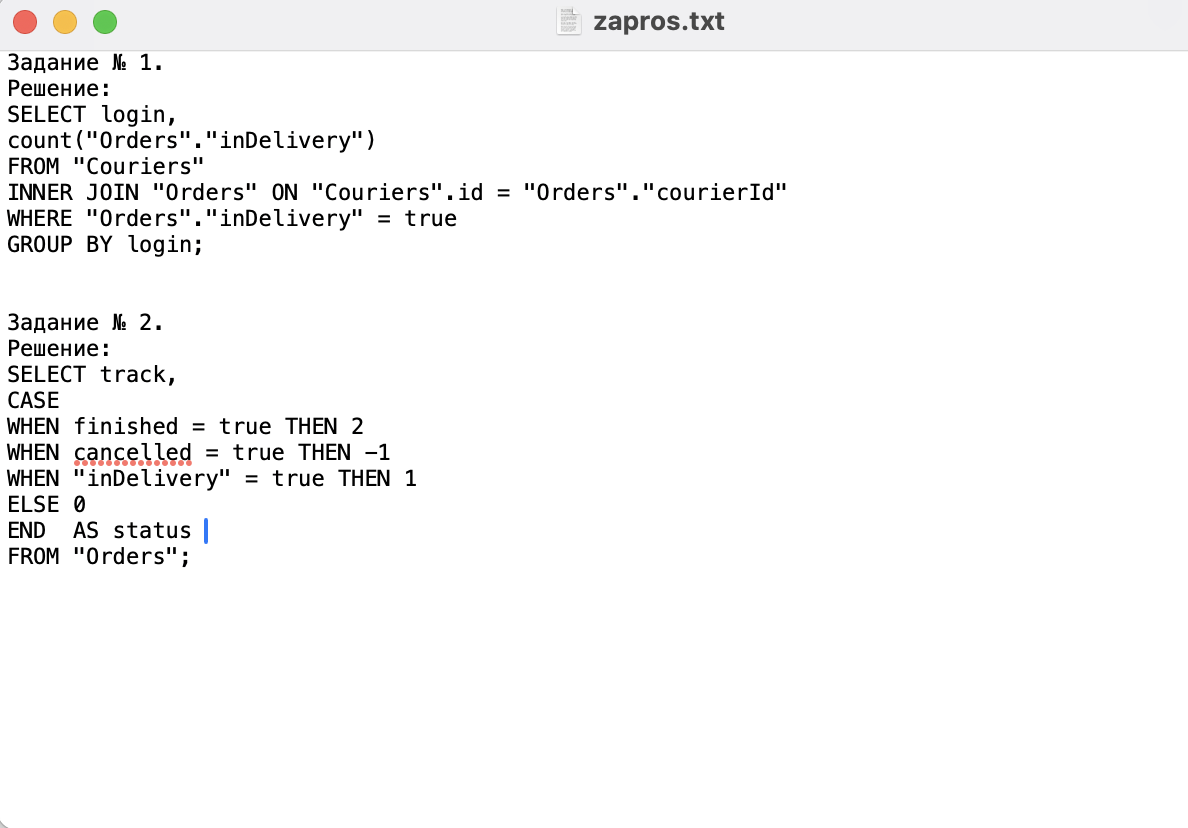 zapros.txt
Задание № 1.
Решение:
SELECT login,
count("Orders"."inDelivery")
FROM "Couriers"
INNER JOIN "Orders" ON "Couriers".id = "Orders"."courierId"
WHERE "Orders"."inDelivery" = true
GROUP BY login;
Задание № 2.
Решение:
SELECT track,
CASE
WHEN finished = true THEN 2
WHEN cancelled = true THEN -1
WHEN "inDelivery" = true THEN 1
ELSE 0
END  AS status
FROM "Orders";